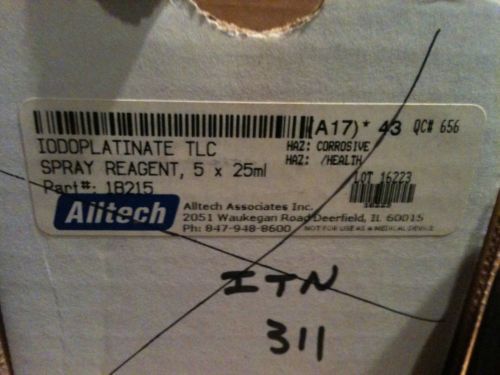 (A17)* 43 QC# 656
IODOPLATINATE TLC
HAZ: CORROSIVE
SPRAY REAGENT, 5 x 25ml
HAZ: /HEALTH
Part#: 18215
LOT 16223
16223
Alltech
Alltech Associates Inc.
2051 Waukegan Road Deerfield, IL 60015
Ph: 847-948-8600 NOT FOR USE AS A MEDICAL DEVICE
ITN
311